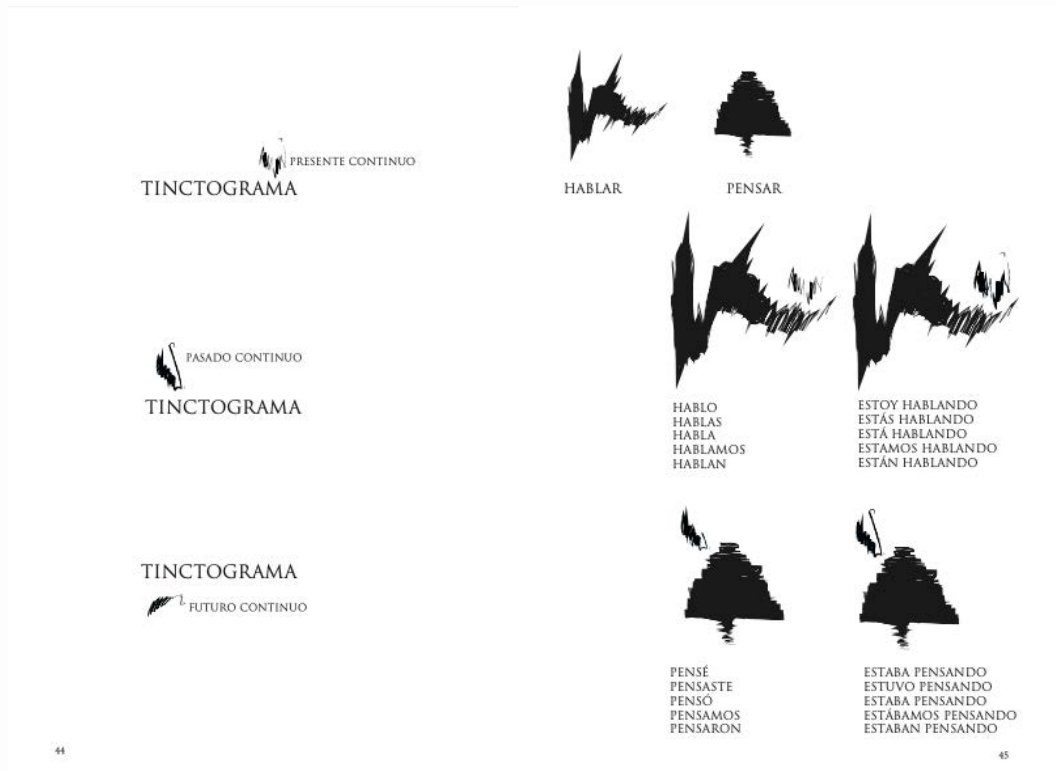 PRESENTE CONTINUO
TINCTOGRAMA
PASADO CONTINUO
TINCTOGRAMA
TINCTOGRAMA
FUTURO CONTINUO
44
HABLAR
PENSAR
HABLO
HABLAS
HABLA
HABLAMOS
HABLAN
ESTOY HABLANDO
ESTÁS HABLANDO
ESTÁ HABLANDO
ESTAMOS HABLANDO
ESTÁN HABLANDO
PENSÉ
PENSASTE
PENSÓ
PENSAMOS
PENSARON
ESTABA PENSANDO
ESTUVO PENSANDO
ESTABA PENSANDO
ESTÁBAMOS PENSANDO
ESTABAN PENSANDO
45